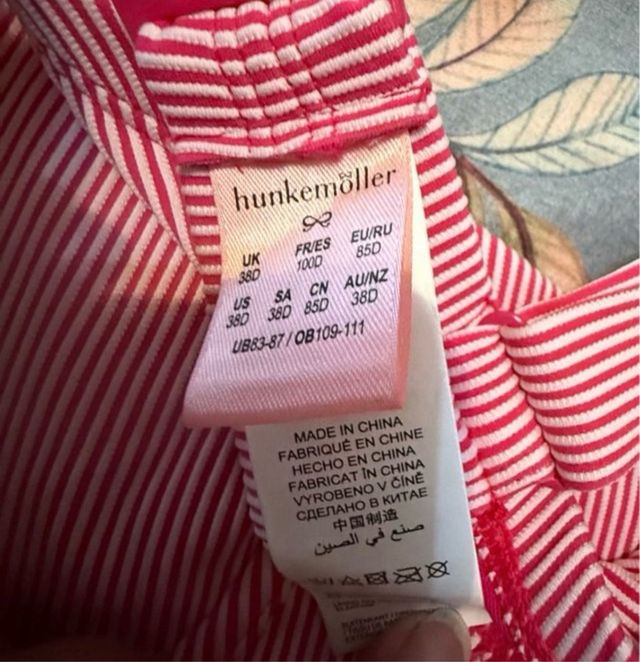 hunkemöller
UK FR/ES EU/RU
38D 100D 85D
US SA CN AU/NZ
38D 38D 85D 38D
UB83-87 / OB109-111
MADE IN CHINA
FABRIQUÉ EN CHINE
HECHO EN CHINA
FABRICAT ÎN CHINA
VYROBENO V ČÍNĚ
СДЕЛАНО В КИТАЕ
中国制造
صنع في الصين